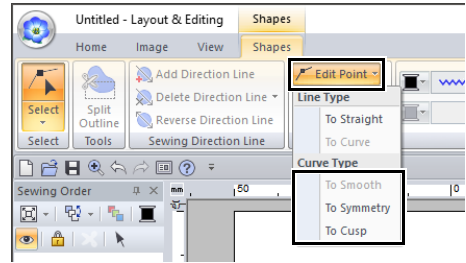 Untitled - Layout & Editing Shapes
Home Image View Shapes
Select
Split Outline
Add Direction Line
Delete Direction Line
Reverse Direction Line
Edit Point
Select Tools Sewing Direction Line
Line Type
To Straight
To Curve
Curve Type
To Smooth
To Symmetry
To Cusp
Sewing Order
mm 50 0